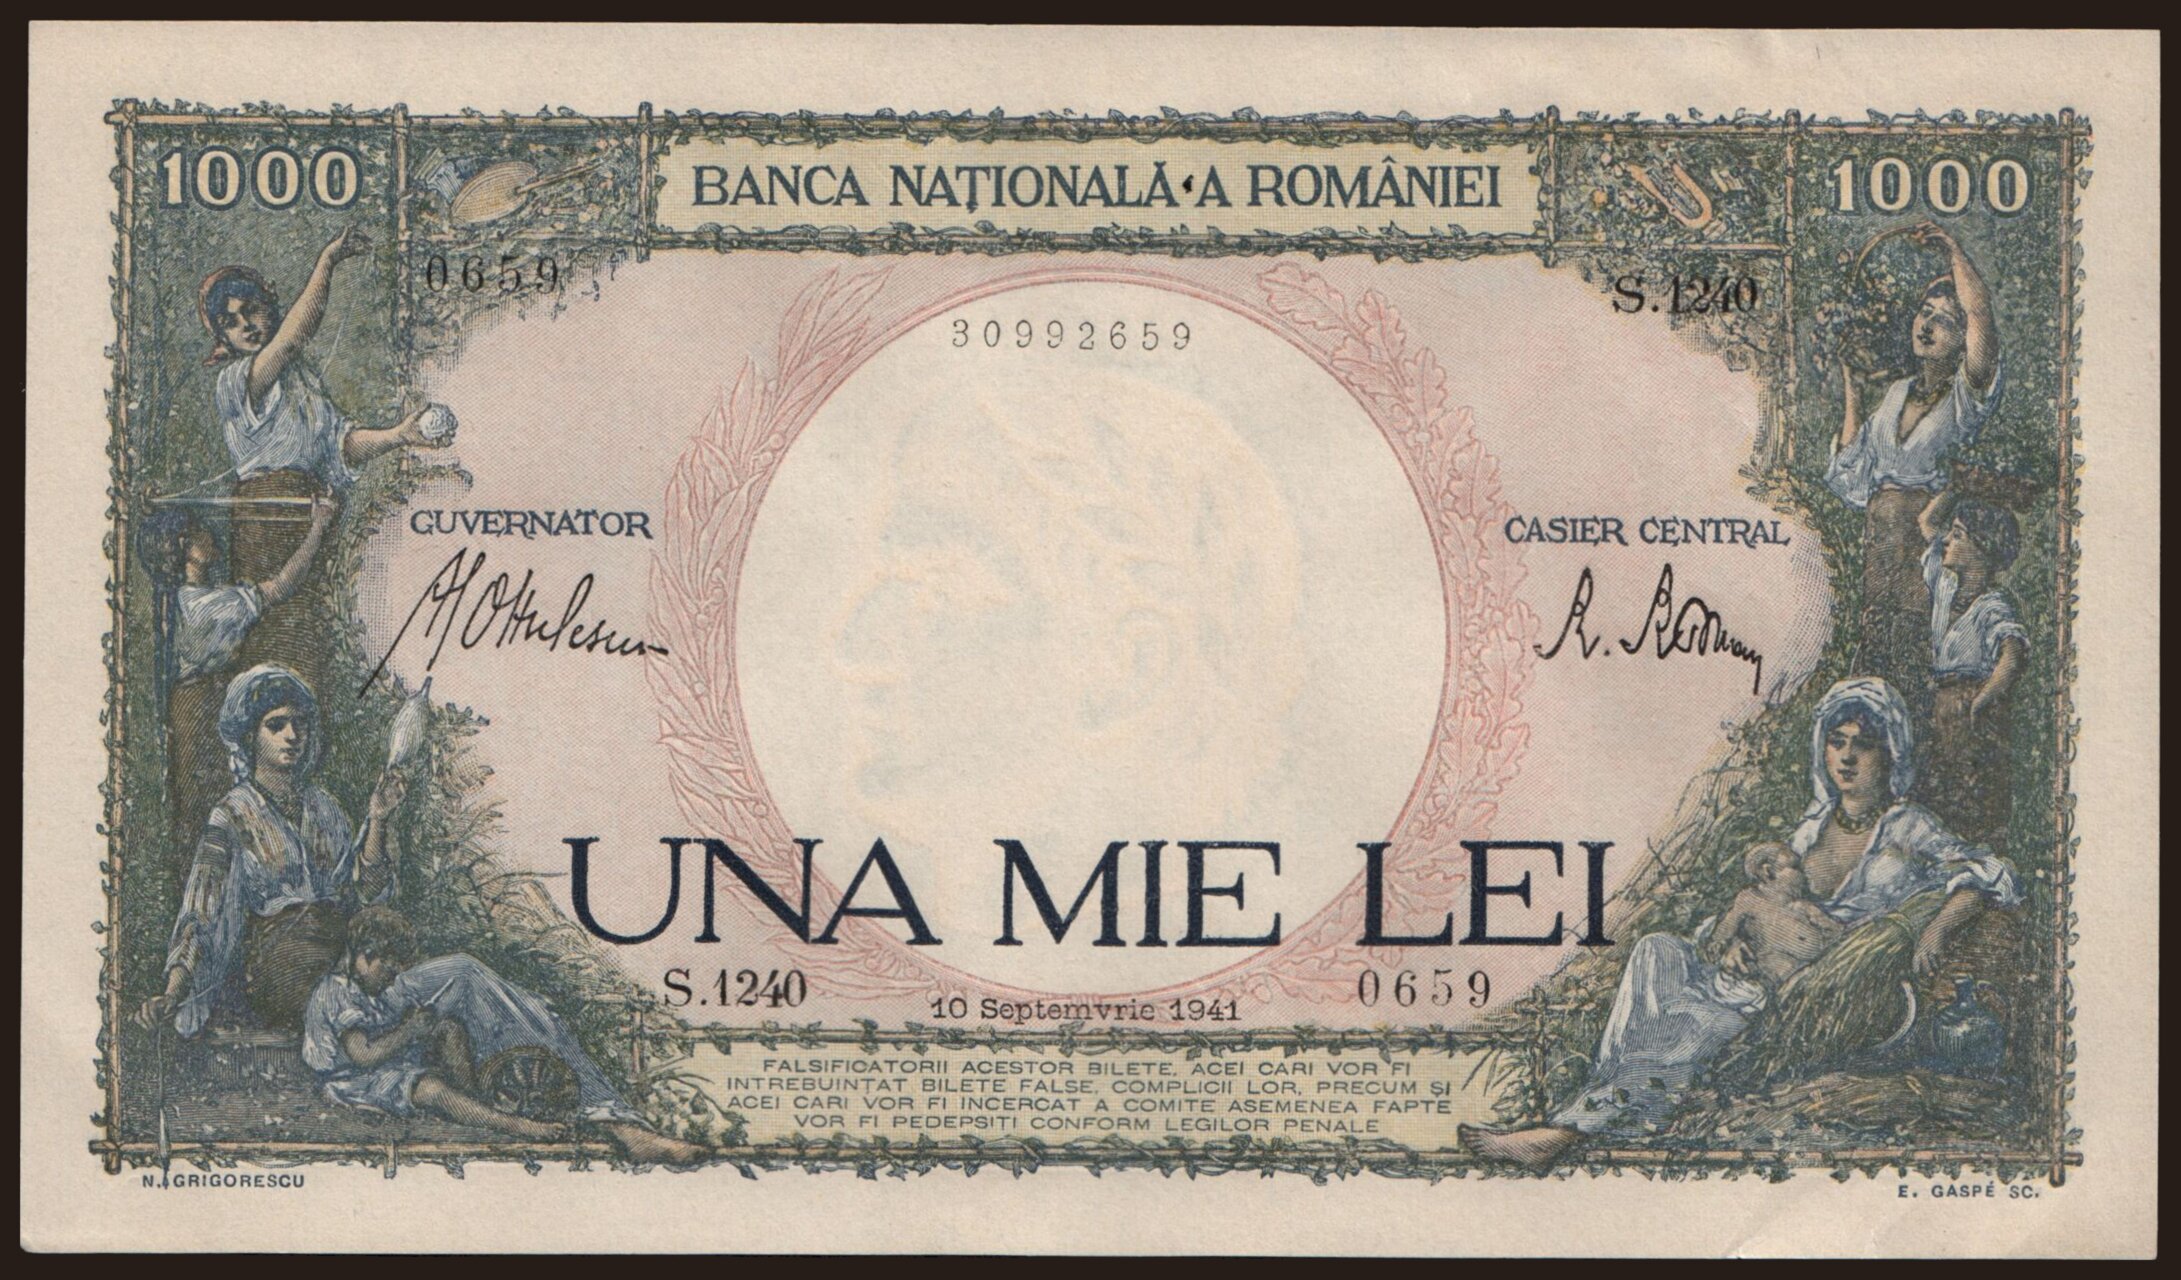 1000
BANCA NAȚIONALĂ A ROMÂNIEI
1000
0659
S.1240
30992659
GUVERNATOR
CASIER CENTRAL
UNA MIE LEI
S.1240
0659
10 Septemvrie 1941
FALSIFICATORII ACESTOR BILETE, ACEI CARI VOR FI
INTREBUINȚAT BILETE FALSE, COMPLICII LOR, PRECUM ȘI
ACEI CARI VOR FI INCERCAT A COMITE ASEMENEA FAPTE
VOR FI PEDEPSITI CONFORM LEGILOR PENALE
N. GRIGORESCU
E. GASPÉ SC.